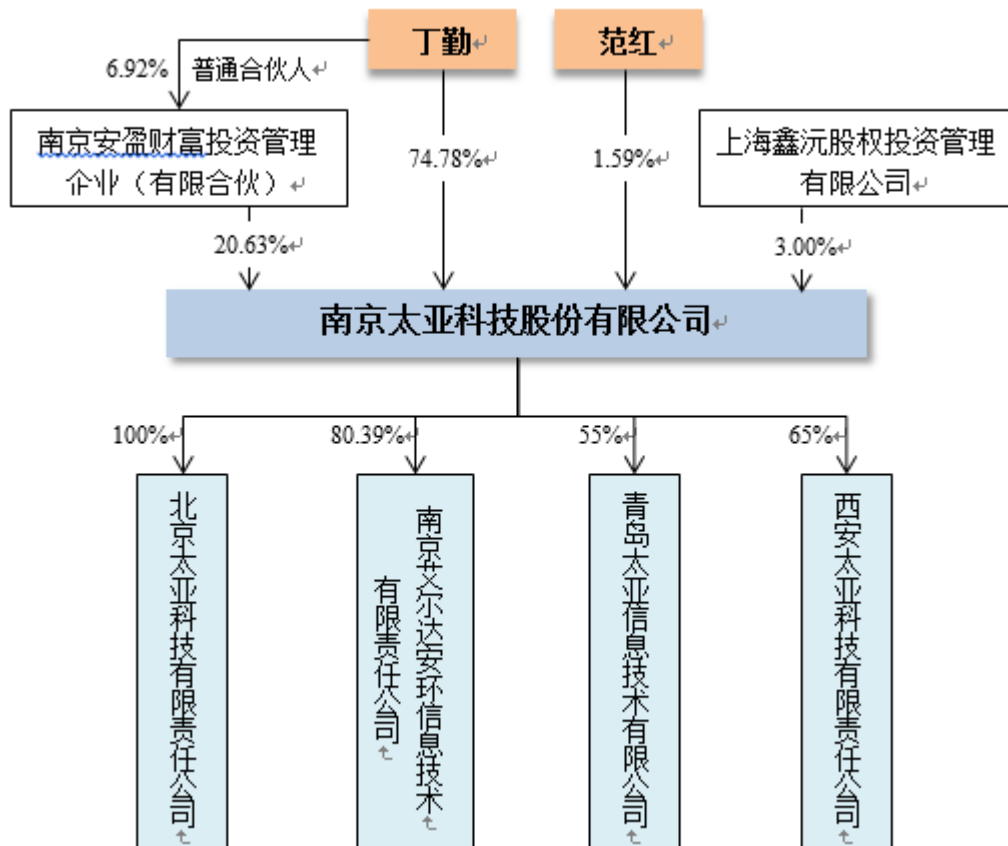 丁勤
范红
6.92%
普通合伙人
南京安盈财富投资管理
企业（有限合伙）
74.78%
1.59%
上海鑫沅股权投资管理
有限公司
20.63%
3.00%
南京太亚科技股份有限公司
100%
80.39%
55%
65%
北京太亚科技有限责任公司
南京艾尔达安环信息技术
有限责任公司
青岛太亚信息技术有限公司
西安太亚科技有限责任公司